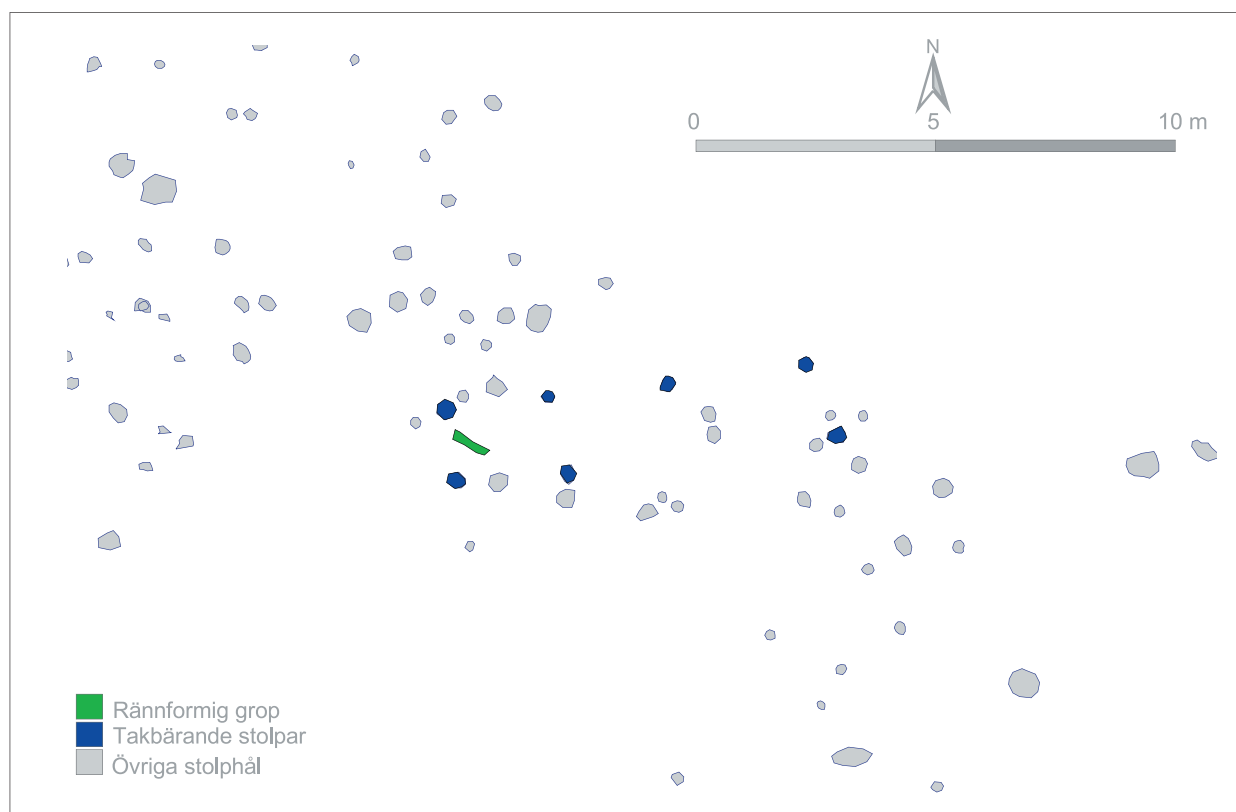 N
0 5 10 m
Rännformig grop
Takbärande stolpar
Övriga stolphål